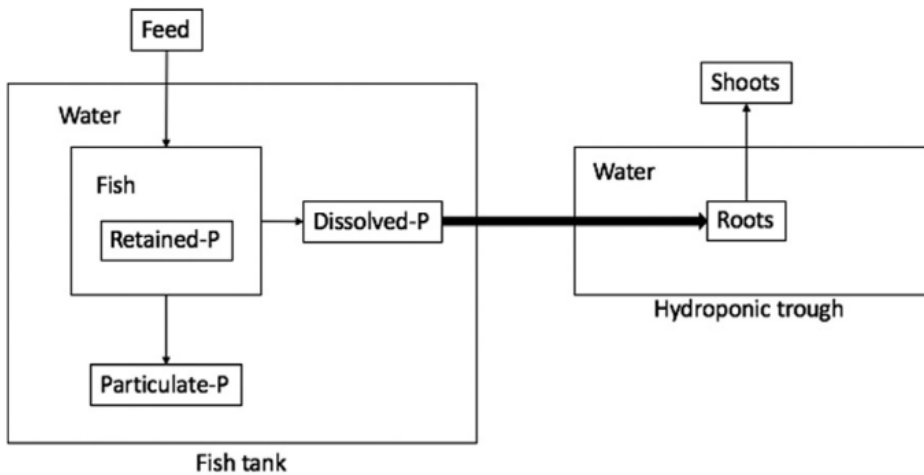 Feed
Water
Fish
Retained-P
Dissolved-P
Particulate-P
Fish tank
Shoots
Water
Roots
Hydroponic trough